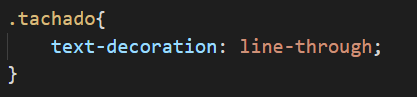 .tachado{
    text-decoration: line-through;
}